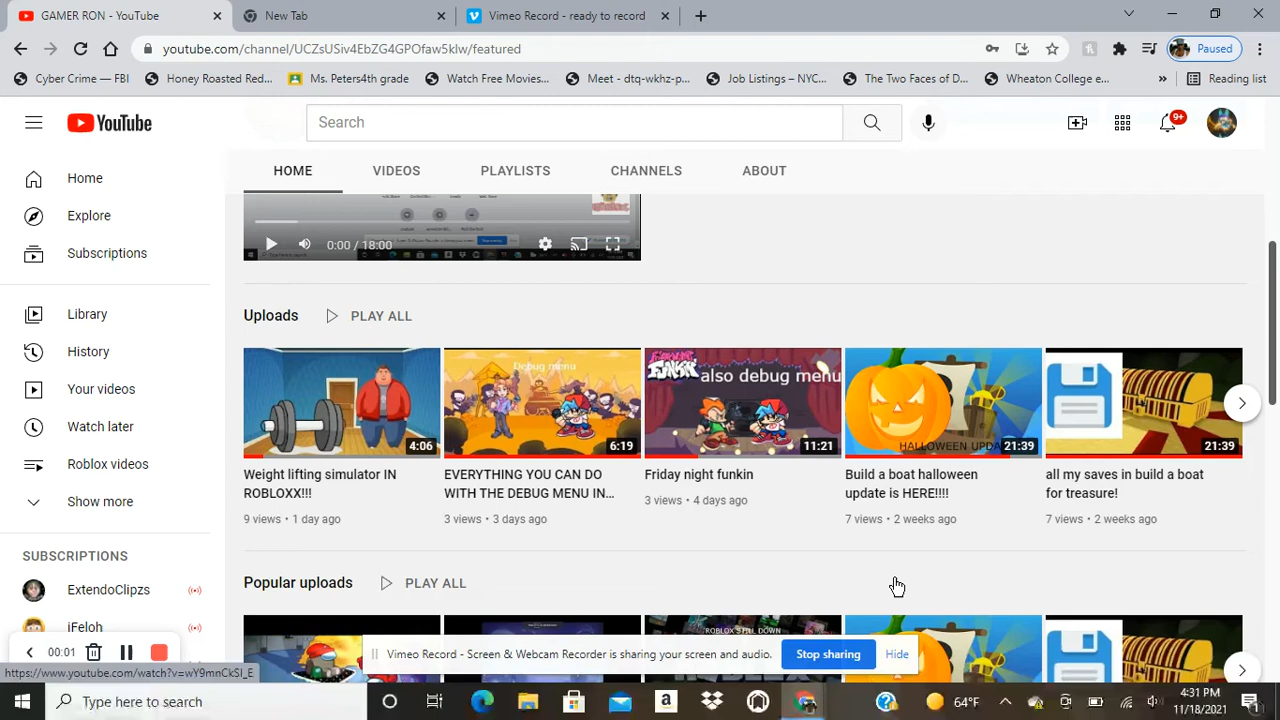 GAMER RON - YouTube
New Tab
Vimeo Record - ready to record
youtube.com/channel/UCZsUSiv4EbZG4GPOfaw5klw/featured
Paused
Cyber Crime — FBI
Honey Roasted Red...
Ms. Peters4th grade
Watch Free Movies...
Meet - dtq-wkhz-p...
Job Listings – NYC...
The Two Faces of D...
Wheaton College e...
»
Reading list
YouTube
Search
9+
HOME
VIDEOS
PLAYLISTS
CHANNELS
ABOUT
Home
Explore
Subscriptions
Library
History
Your videos
Watch later
Roblox videos
Show more
SUBSCRIPTIONS
ExtendoClipzs
iFeloh
0:00 / 18:00
Uploads
PLAY ALL
4:06
Weight lifting simulator IN
ROBLOXX!!!
9 views • 1 day ago
Debug menu
6:19
EVERYTHING YOU CAN DO
WITH THE DEBUG MENU IN...
3 views • 3 days ago
FUNKIN
also debug menu
11:21
Friday night funkin
3 views • 4 days ago
HALLOWEEN UPDA
21:39
Build a boat halloween
update is HERE!!!!
7 views • 2 weeks ago
21:39
all my saves in build a boat
for treasure!
7 views • 2 weeks ago
Popular uploads
PLAY ALL
ROBLOX STILL DOWN
00:01
Vimeo Record - Screen & Webcam Recorder is sharing your screen and audio.
Stop sharing
Hide
https://www.youtube.com/watch?v=wY9mnCkSI_E
Type here to search
64°F
4:31 PM
11/18/2021
1